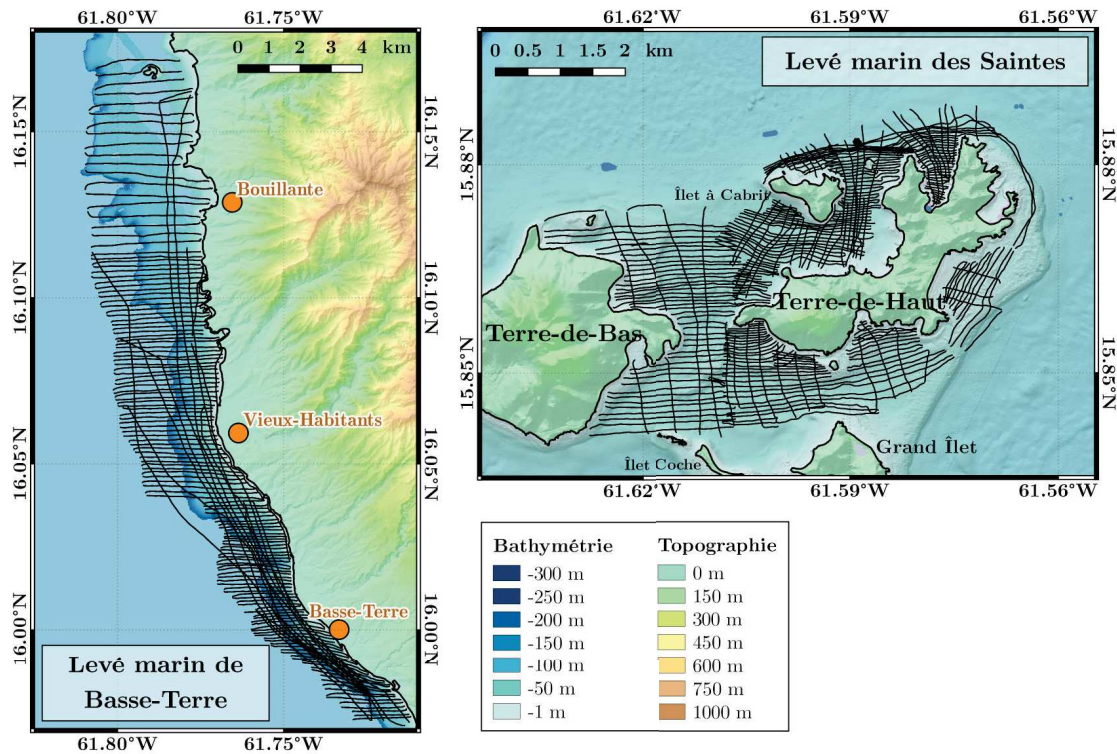 61.80°W 61.75°W
0 1 2 3 4
km
16.15°N
16.15°N
Bouillante
16.10°N
16.10°N
Vieux-Habitants
16.05°N
16.05°N
Basse-Terre
16.00°N
16.00°N
Levé marin de
Basse-Terre
61.80°W 61.75°W
61.62°W 61.59°W 61.56°W
0 0.5 1 1.5 2 km
Levé marin des Saintes
15.88°N
15.88°N
Îlet à Cabrit
Terre-de-Haut
Terre-de-Bas
15.85°N
15.85°N
Grand Îlet
Îlet Coche
61.62°W 61.59°W 61.56°W
Bathymétrie Topographie
-300 m 0 m
-250 m 150 m
-200 m 300 m
-150 m 450 m
-100 m 600 m
-50 m 750 m
-1 m 1000 m